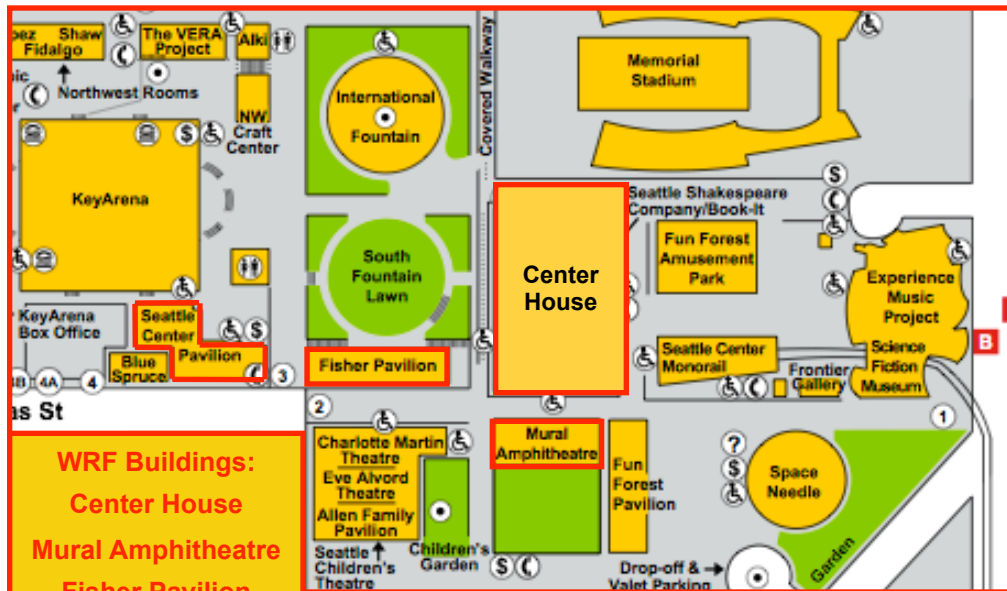 Shaw
Fidalgo
The VERA
Project
Alki
Northwest Rooms
NW
Craft
Center
International
Fountain
Covered Walkway
Memorial
Stadium
KeyArena
$
South
Fountain
Lawn
Center
House
$
Seattle Shakespeare
Company/Book-It
Fun Forest
Amusement
Park
Experience
Music
Project
Science
Fiction
Museum
B
KeyArena
Box Office
Seattle
Center
Pavilion
$
Blue
Spruce
4A
4
3
Fisher Pavilion
Seattle Center
Monorail
Frontier
Gallery
as St
2
1
Charlotte Martin
Theatre
Eve Alvord
Theatre
Allen Family
Pavilion
Seattle
Children's
Theatre
Children's
Garden
Mural
Amphitheatre
$
Fun
Forest
Pavilion
?
$
Space
Needle
Garden
Drop-off &
Valet Parking
WRF Buildings:
Center House
Mural Amphitheatre
Fisher Pavilion